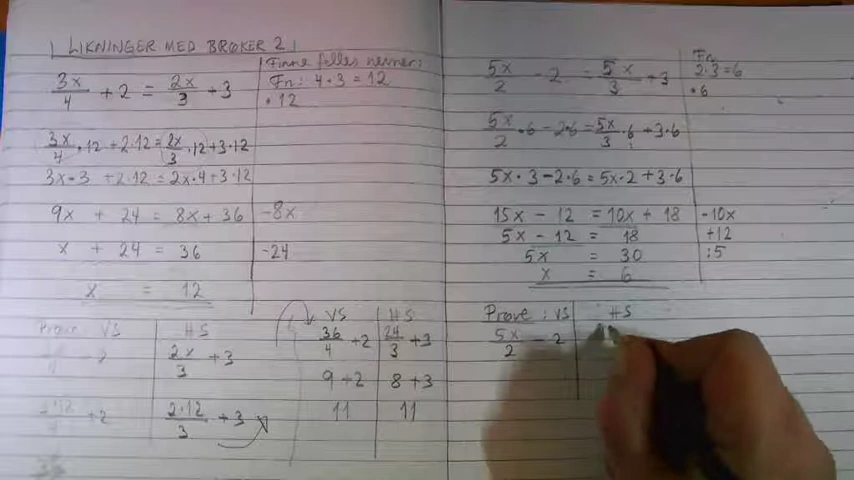 LIKNINGER MED BRØKER 2
Finne felles nevner:
3x/4 + 2 = 2x/3 + 3
Fn: 4·3 = 12
·12
3x/4 · 12 + 2·12 = 2x/3 · 12 + 3·12
3x·3 + 2·12 = 2x·4 + 3·12
9x + 24 = 8x + 36 -8x
x + 24 = 36 -24
x = 12
Prøve: VS HS
2x/3 + 3
2·12/4 + 2 2·12/3 + 3
36
VS HS
36/4 + 2 24/3 + 3
9 + 2 8 + 3
11 11
5x/2 - 2 = 5x/3 + 3
Fn:
2·3 = 6
·6
5x/2 · 6 - 2·6 = 5x/3 · 6 + 3·6
5x·3 - 2·6 = 5x·2 + 3·6
15x - 12 = 10x + 18 -10x
5x - 12 = 18 +12
5x = 30 :5
x = 6
Prøve: VS HS
5x/2 - 2